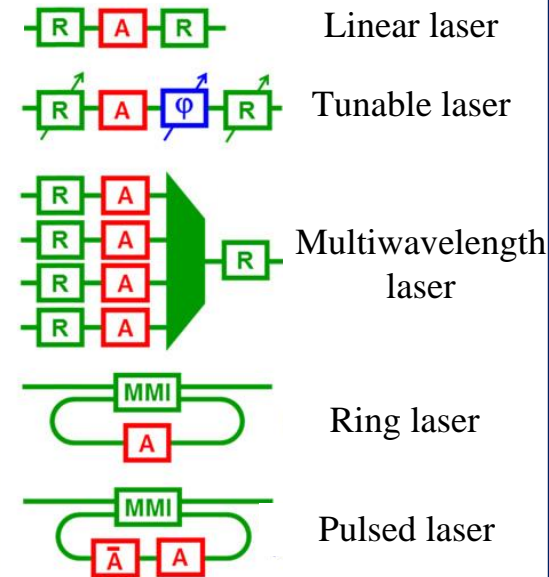 R A R Linear laser
R A φ R Tunable laser
R A
R A
R Multiwavelength
R A
laser
R A
MMI
A Ring laser
MMI
Ā A Pulsed laser